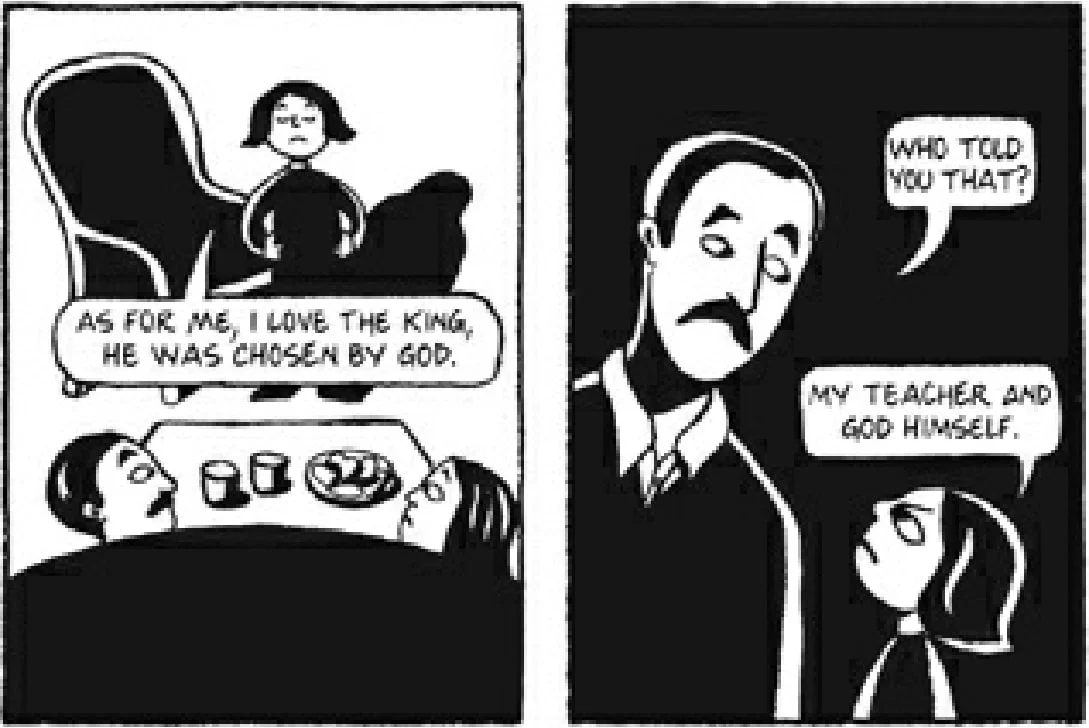 AS FOR ME, I LOVE THE KING,
HE WAS CHOSEN BY GOD.
WHO TOLD
YOU THAT?
MY TEACHER AND
GOD HIMSELF.